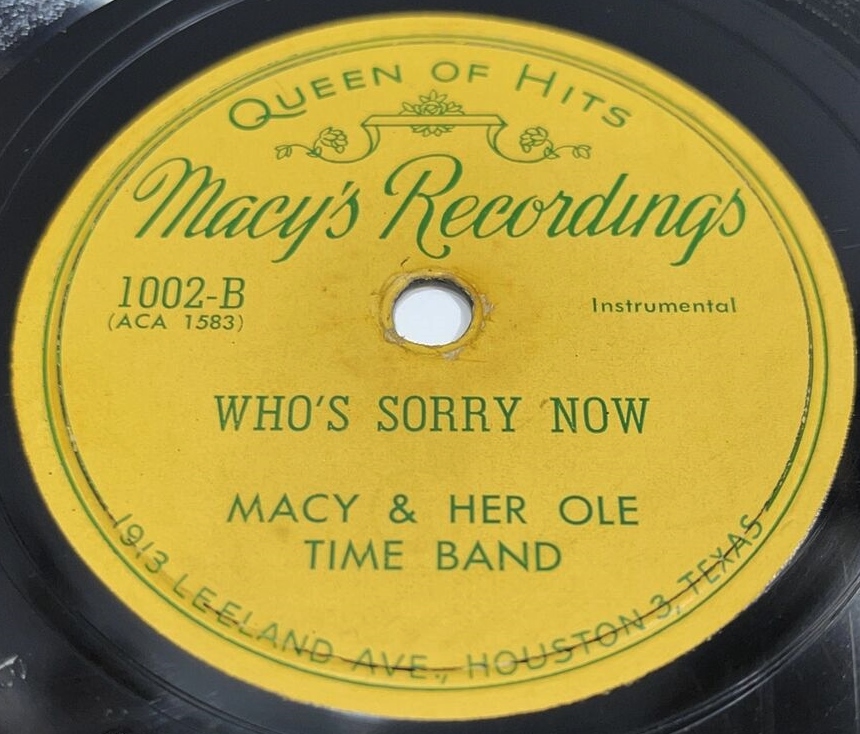 QUEEN OF HITS
Macy's Recordings
1002-B
(ACA 1583)
Instrumental
WHO'S SORRY NOW
MACY & HER OLE
TIME BAND
1913 LEELAND AVE., HOUSTON 3, TEXAS